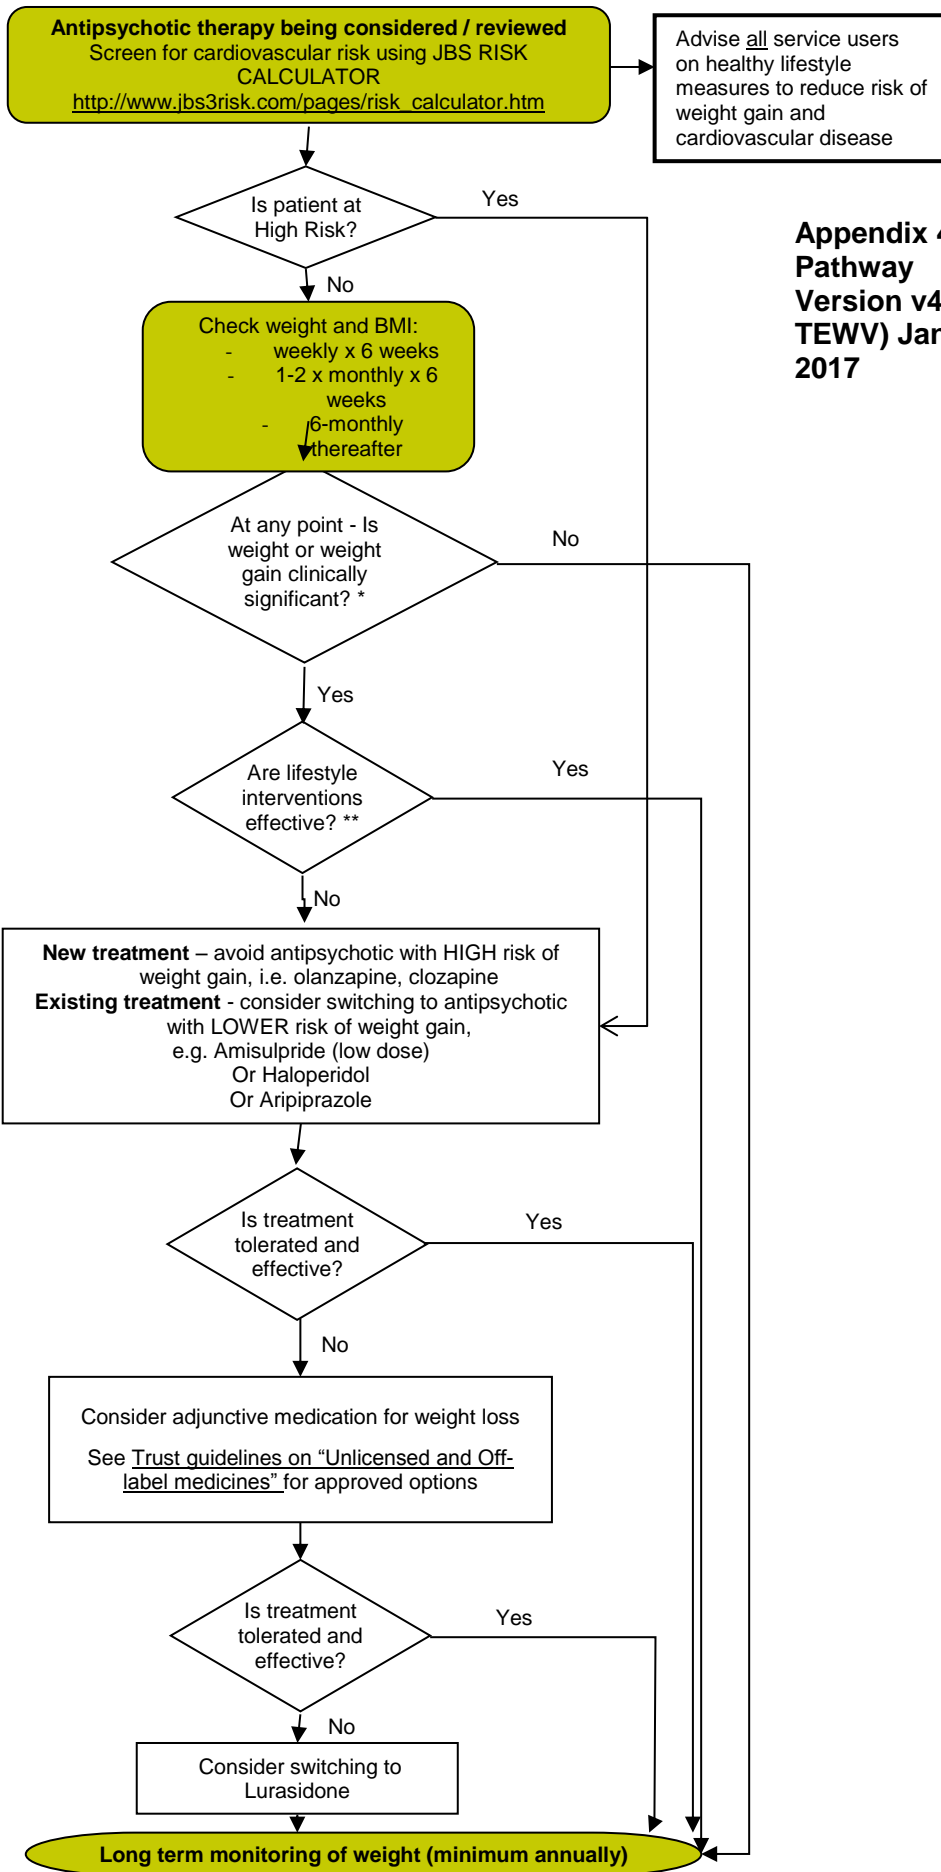 Antipsychotic therapy being considered / reviewed
Screen for cardiovascular risk using JBS RISK
CALCULATOR
http://www.jbs3risk.com/pages/risk_calculator.htm
Advise all service users
on healthy lifestyle
measures to reduce risk of
weight gain and
cardiovascular disease
Is patient at
High Risk?
Yes
No
Appendix 4
Pathway
Version v4
TEWV) Jan
2017
Check weight and BMI:
- weekly x 6 weeks
- 1-2 x monthly x 6
weeks
- 6-monthly
thereafter
At any point - Is
weight or weight
gain clinically
significant? *
No
Yes
Are lifestyle
interventions
effective? **
Yes
No
New treatment – avoid antipsychotic with HIGH risk of
weight gain, i.e. olanzapine, clozapine
Existing treatment - consider switching to antipsychotic
with LOWER risk of weight gain,
e.g. Amisulpride (low dose)
Or Haloperidol
Or Aripiprazole
Is treatment
tolerated and
effective?
Yes
No
Consider adjunctive medication for weight loss
See Trust guidelines on “Unlicensed and Off-
label medicines” for approved options
Is treatment
tolerated and
effective?
Yes
No
Consider switching to
Lurasidone
Long term monitoring of weight (minimum annually)